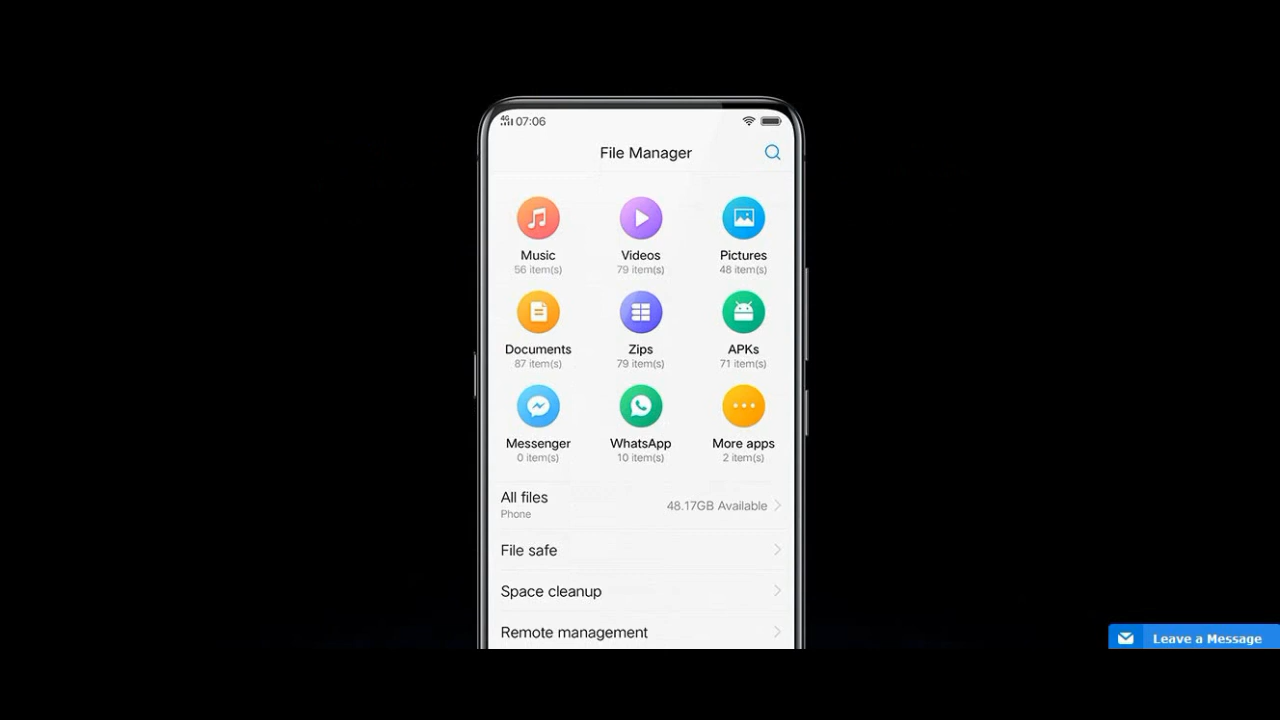 4G 07:06
File Manager
Music Videos Pictures
56 item(s) 79 item(s) 48 item(s)
Documents Zips APKs
87 item(s) 79 item(s) 71 item(s)
Messenger WhatsApp More apps
0 item(s) 10 item(s) 2 item(s)
All files
48.17GB Available
Phone
File safe
Space cleanup
Remote management
Leave a Message